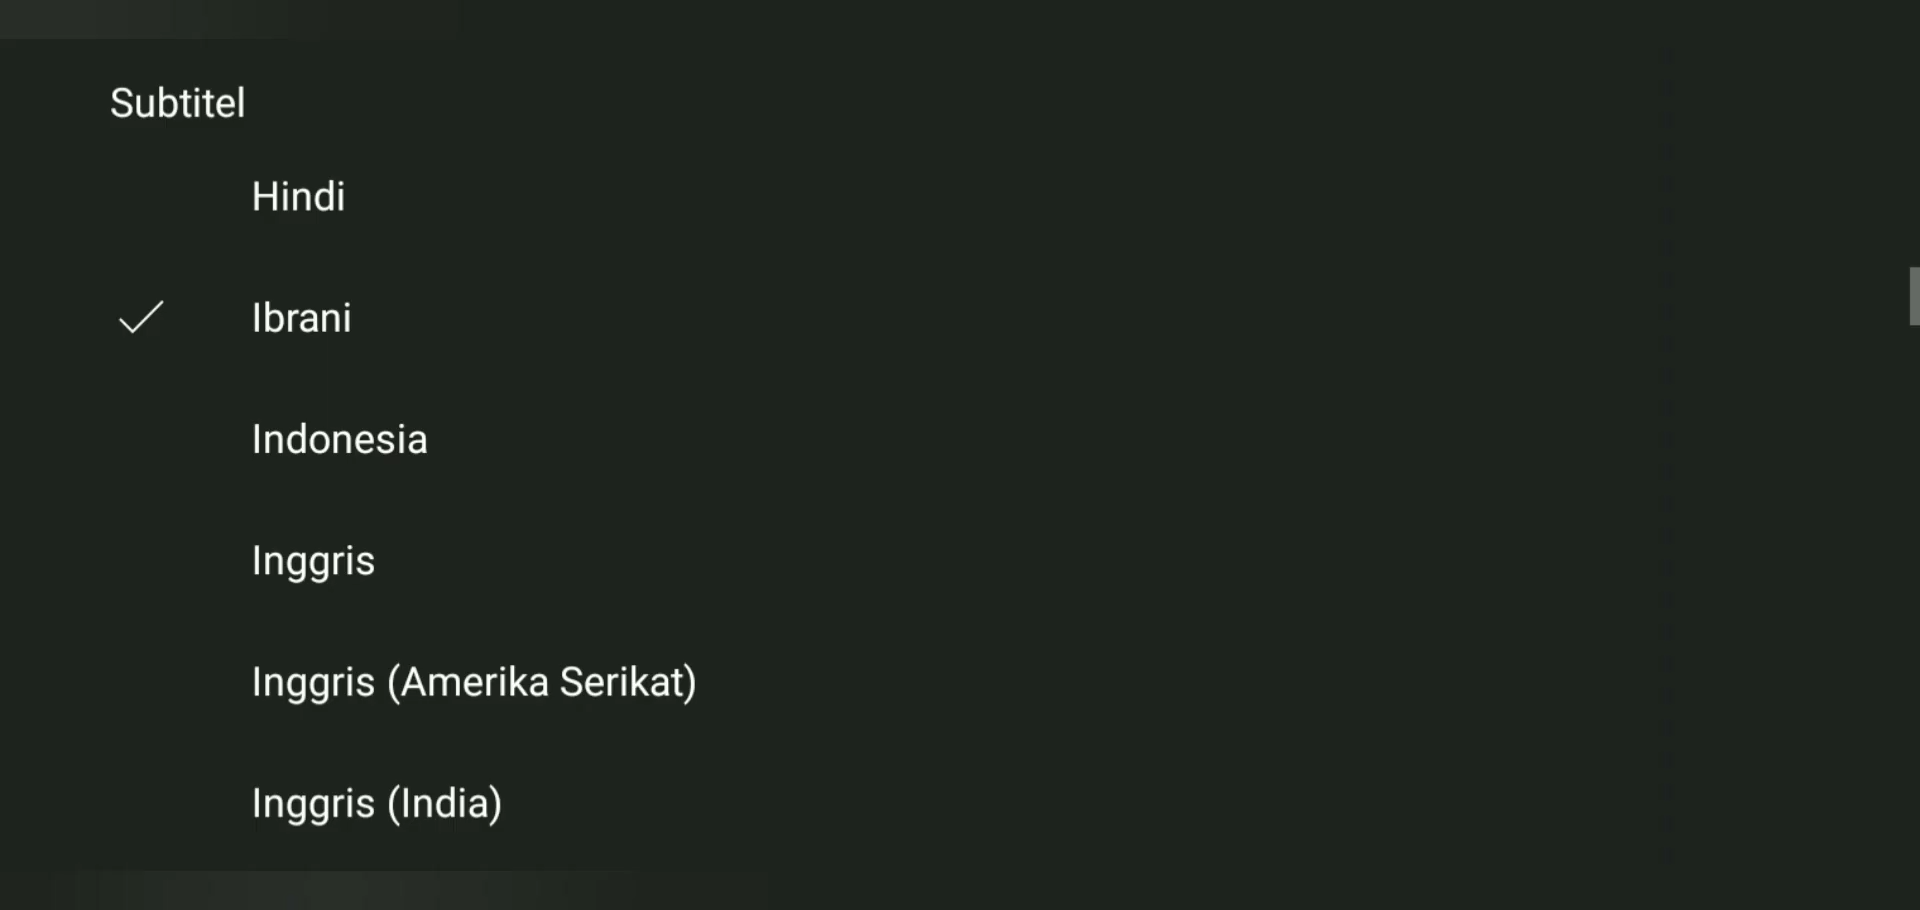 Subtitel
Hindi
Ibrani
Indonesia
Inggris
Inggris (Amerika Serikat)
Inggris (India)